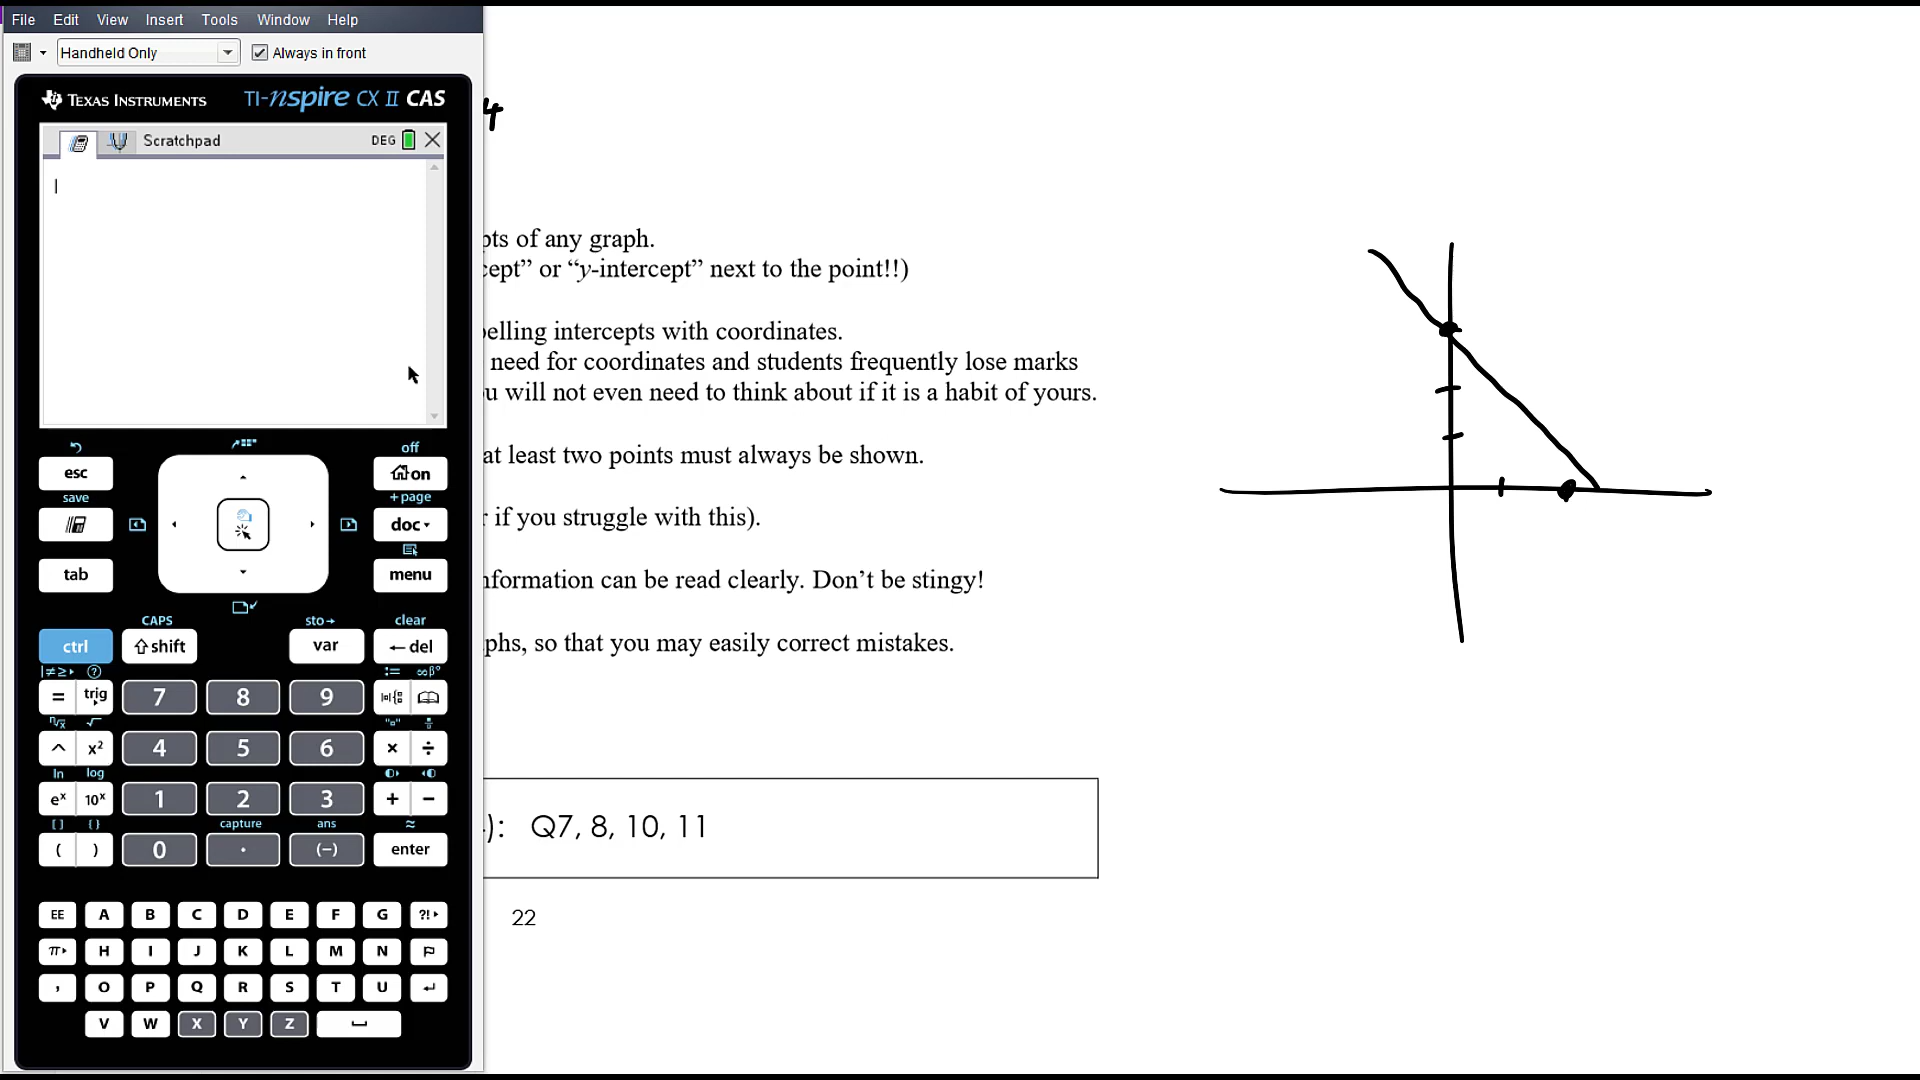 File Edit View Insert Tools Window Help
Handheld Only Always in front
TEXAS INSTRUMENTS TI-nspire CX II CAS
Scratchpad DEG
off
esc on
save + page
doc
tab menu
CAPS sto→ clear
ctrl ⇧shift var ←del
|≠≥▸ ? := ∞β°
= trig 7 8 9
ⁿ√x √ "▫"
^ x² 4 5 6 × ÷
ln log
eˣ 10ˣ 1 2 3 + −
[ ] { } capture ans ≈
( ) 0 . (−) enter
EE A B C D E F G ?!▸
π▸ H I J K L M N
, O P Q R S T U ↵
V W X Y Z
4
pts of any graph.
cept” or “y-intercept” next to the point!!)
belling intercepts with coordinates.
need for coordinates and students frequently lose marks
u will not even need to think about if it is a habit of yours.
at least two points must always be shown.
r if you struggle with this).
nformation can be read clearly. Don’t be stingy!
phs, so that you may easily correct mistakes.
): Q7, 8, 10, 11
22